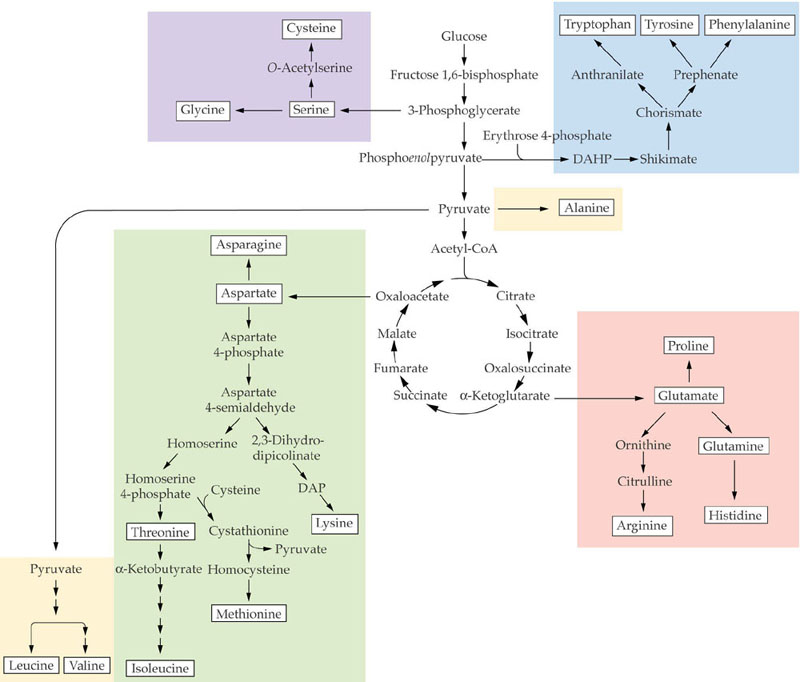 Cysteine
O-Acetylserine
Glycine
Serine
Glucose
Fructose 1,6-bisphosphate
3-Phosphoglycerate
Erythrose 4-phosphate
Phosphoenolpyruvate
Tryptophan
Tyrosine
Phenylalanine
Anthranilate
Prephenate
Chorismate
DAHP
Shikimate
Pyruvate
Alanine
Acetyl-CoA
Oxaloacetate
Citrate
Malate
Isocitrate
Fumarate
Oxalosuccinate
Succinate
α-Ketoglutarate
Asparagine
Aspartate
Aspartate
4-phosphate
Aspartate
4-semialdehyde
Homoserine
2,3-Dihydro-
dipicolinate
Homoserine
4-phosphate
Cysteine
DAP
Threonine
Cystathionine
Lysine
Pyruvate
α-Ketobutyrate
Homocysteine
Methionine
Isoleucine
Proline
Glutamate
Ornithine
Glutamine
Citrulline
Arginine
Histidine
Pyruvate
Leucine
Valine